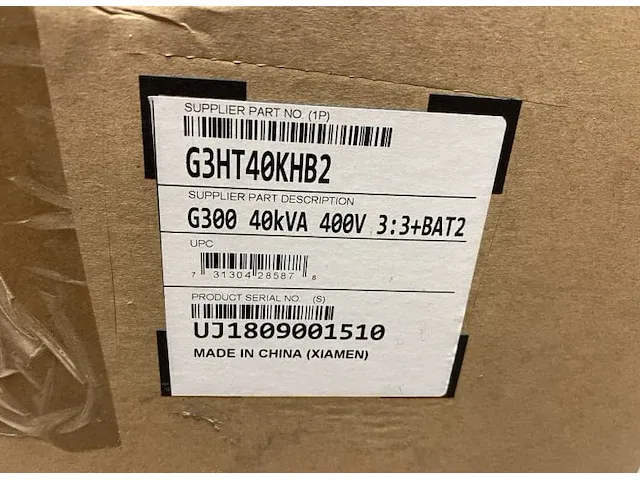 SUPPLIER PART NO. (1P)
G3HT40KHB2
SUPPLIER PART DESCRIPTION
G300 40kVA 400V 3:3+BAT2
UPC
7 31304 28587 8
PRODUCT SERIAL NO. (S)
UJ1809001510
MADE IN CHINA (XIAMEN)